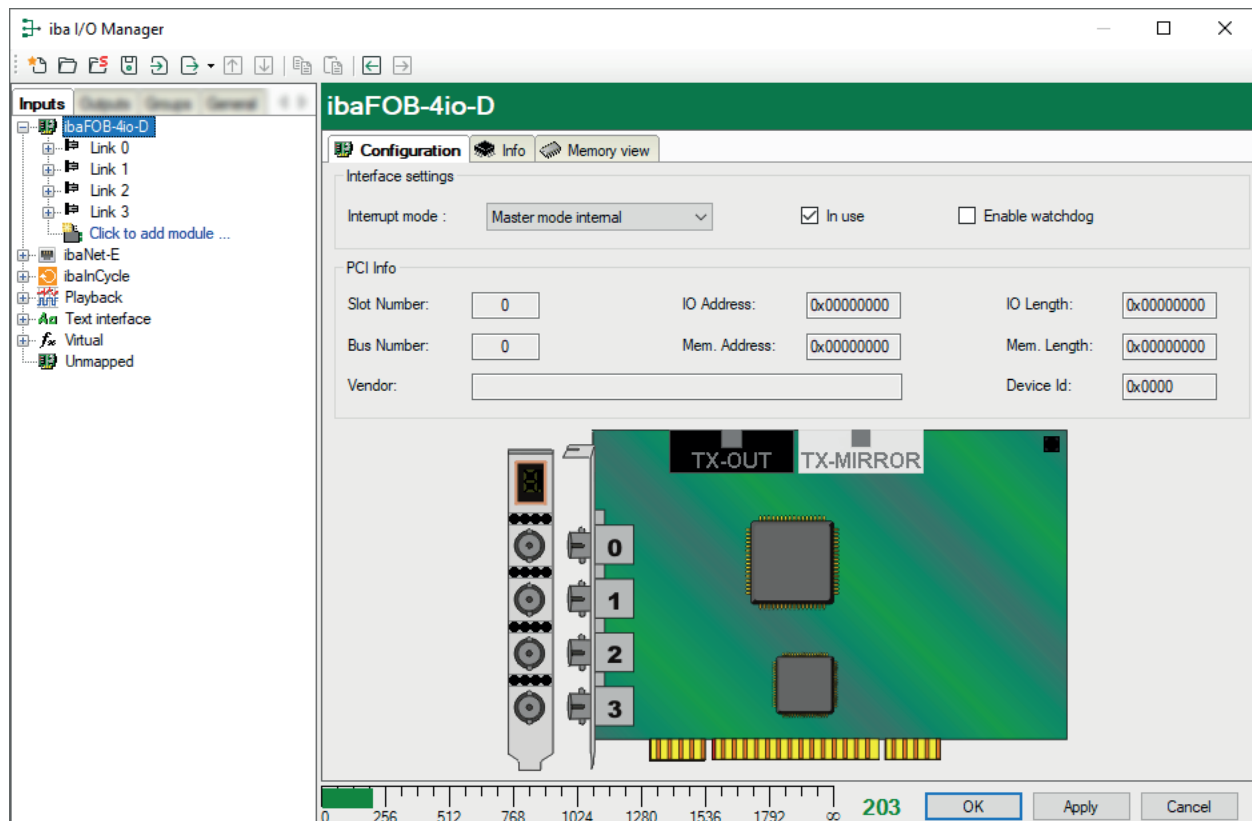 iba I/O Manager
Inputs Outputs Groups General
ibaFOB-4io-D
Link 0
Link 1
Link 2
Link 3
Click to add module ...
ibaNet-E
ibaInCycle
Playback
Text interface
Virtual
Unmapped
ibaFOB-4io-D
Configuration Info Memory view
Interface settings
Interrupt mode : Master mode internal In use Enable watchdog
PCI Info
Slot Number: 0 IO Address: 0x00000000 IO Length: 0x00000000
Bus Number: 0 Mem. Address: 0x00000000 Mem. Length: 0x00000000
Vendor: Device Id: 0x0000
TX-OUT TX-MIRROR
0
1
2
3
0 256 512 768 1024 1280 1536 1792 ∞ 203 OK Apply Cancel